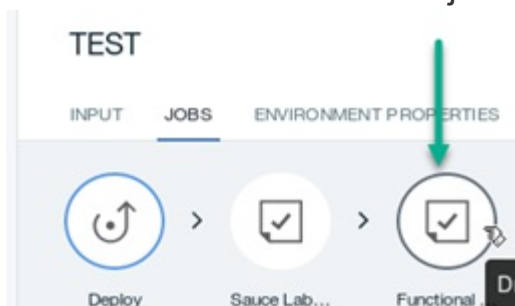 TEST
INPUT JOBS ENVIRONMENT PROPERTIES
Deploy Sauce Lab... Functional